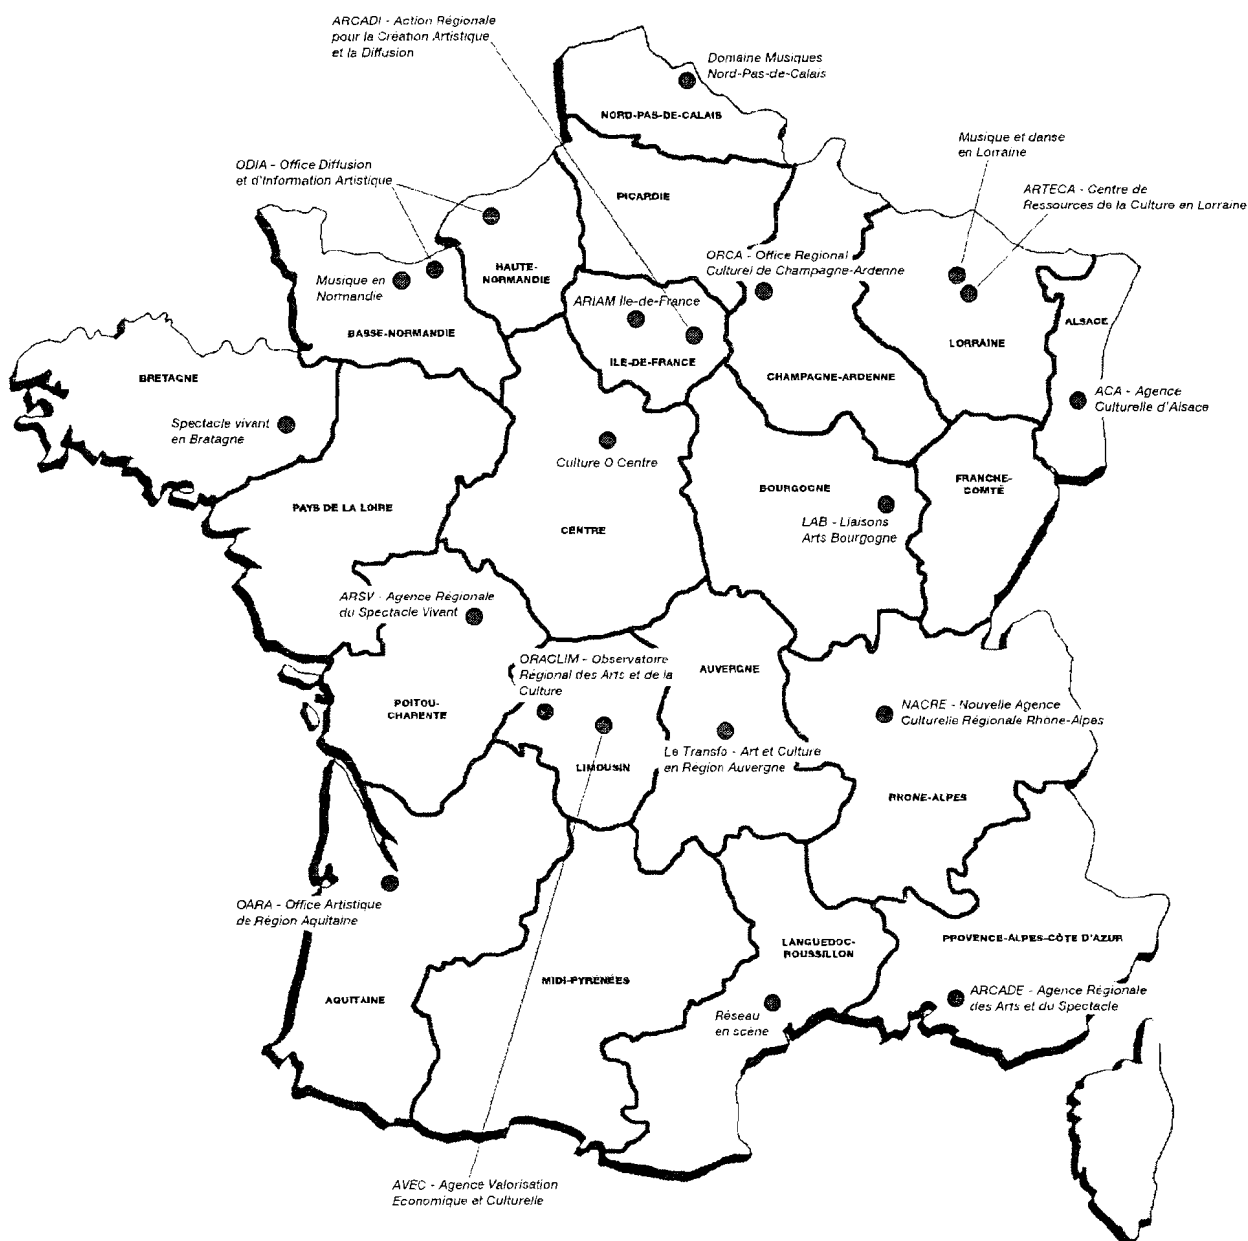 ARCADI - Action Régionale
pour la Création Artistique
et la Diffusion
Domaine Musiques
Nord-Pas-de-Calais
NORD-PAS-DE-CALAIS
Musique et danse
en Lorraine
ODIA - Office Diffusion
et d'Information Artistique
PICARDIE
ARTECA - Centre de
Ressources de la Culture en Lorraine
HAUTE-
NORMANDIE
ORCA - Office Regional
Culturel de Champagne-Ardenne
Musique en
Normandie
ARIAM Ile-de-France
BASSE-NORMANDIE
ILE-DE-FRANCE
LORRAINE
ALSACE
BRETAGNE
CHAMPAGNE-ARDENNE
ACA - Agence
Culturelle d'Alsace
Spectacle vivant
en Bratagne
Culture O Centre
BOURGOGNE
FRANCHE-
COMTÉ
PAYS DE LA LOIRE
CENTRE
LAB - Liaisons
Arts Bourgogne
ARSV - Agence Régionale
du Spectacle Vivant
ORACLIM - Observatoire
Régional des Arts et de la
Culture
AUVERGNE
POITOU-
CHARENTE
NACRE - Nouvelle Agence
Culturelle Régionale Rhone-Alpes
Le Transfo - Art et Culture
en Region Auvergne
LIMOUSIN
RHONE-ALPES
OARA - Office Artistique
de Région Aquitaine
LANGUEDOC-
ROUSSILLON
PROVENCE-ALPES-CÔTE D'AZUR
MIDI-PYRÉNÉES
AQUITAINE
Réseau
en scène
ARCADE - Agence Régionale
des Arts et du Spectacle
AVEC - Agence Valorisation
Economique et Culturelle